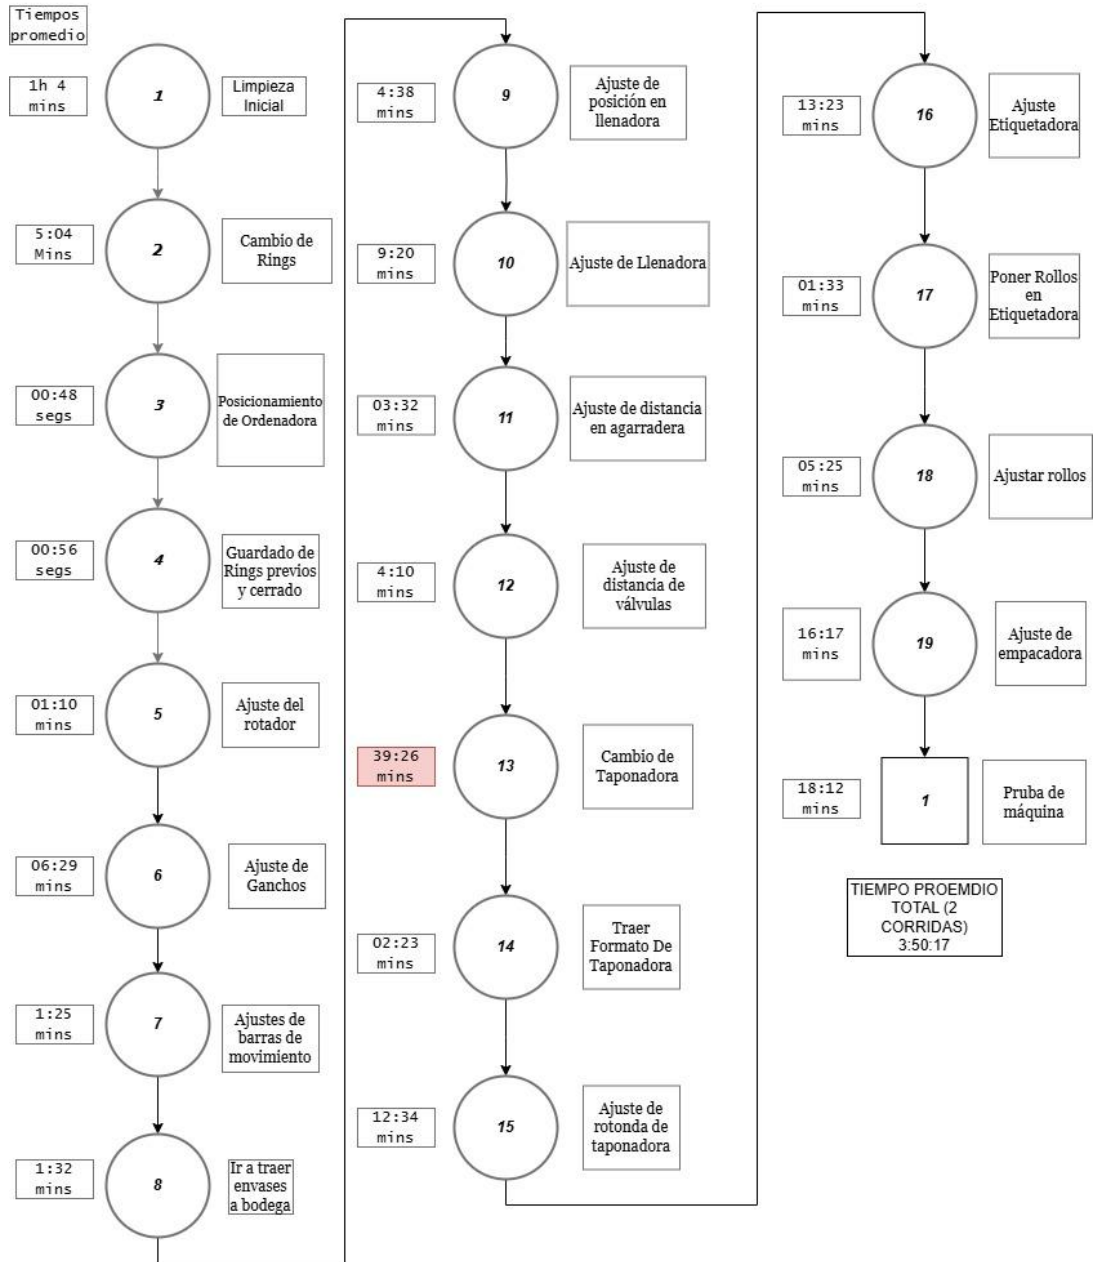 Tiempos
promedio
1h 4
mins
1
Limpieza
Inicial
5:04
Mins
2
Cambio de
Rings
00:48
segs
3
Posicionamiento
de Ordenadora
00:56
segs
4
Guardado de
Rings previos
y cerrado
01:10
mins
5
Ajuste del
rotador
06:29
mins
6
Ajuste de
Ganchos
1:25
mins
7
Ajustes de
barras de
movimiento
1:32
mins
8
Ir a traer
envases
a bodega
4:38
mins
9
Ajuste de
posición en
llenadora
9:20
mins
10
Ajuste de Llenadora
03:32
mins
11
Ajuste de distancia
en agarradera
4:10
mins
12
Ajuste de
distancia de
válvulas
39:26
mins
13
Cambio de
Taponadora
02:23
mins
14
Traer
Formato De
Taponadora
12:34
mins
15
Ajuste de
rotonda de
taponadora
13:23
mins
16
Ajuste
Etiquetadora
01:33
mins
17
Poner Rollos
en
Etiquetadora
05:25
mins
18
Ajustar rollos
16:17
mins
19
Ajuste de
empacadora
18:12
mins
1
Pruba de
máquina
TIEMPO PROEMDIO
TOTAL (2
CORRIDAS)
3:50:17